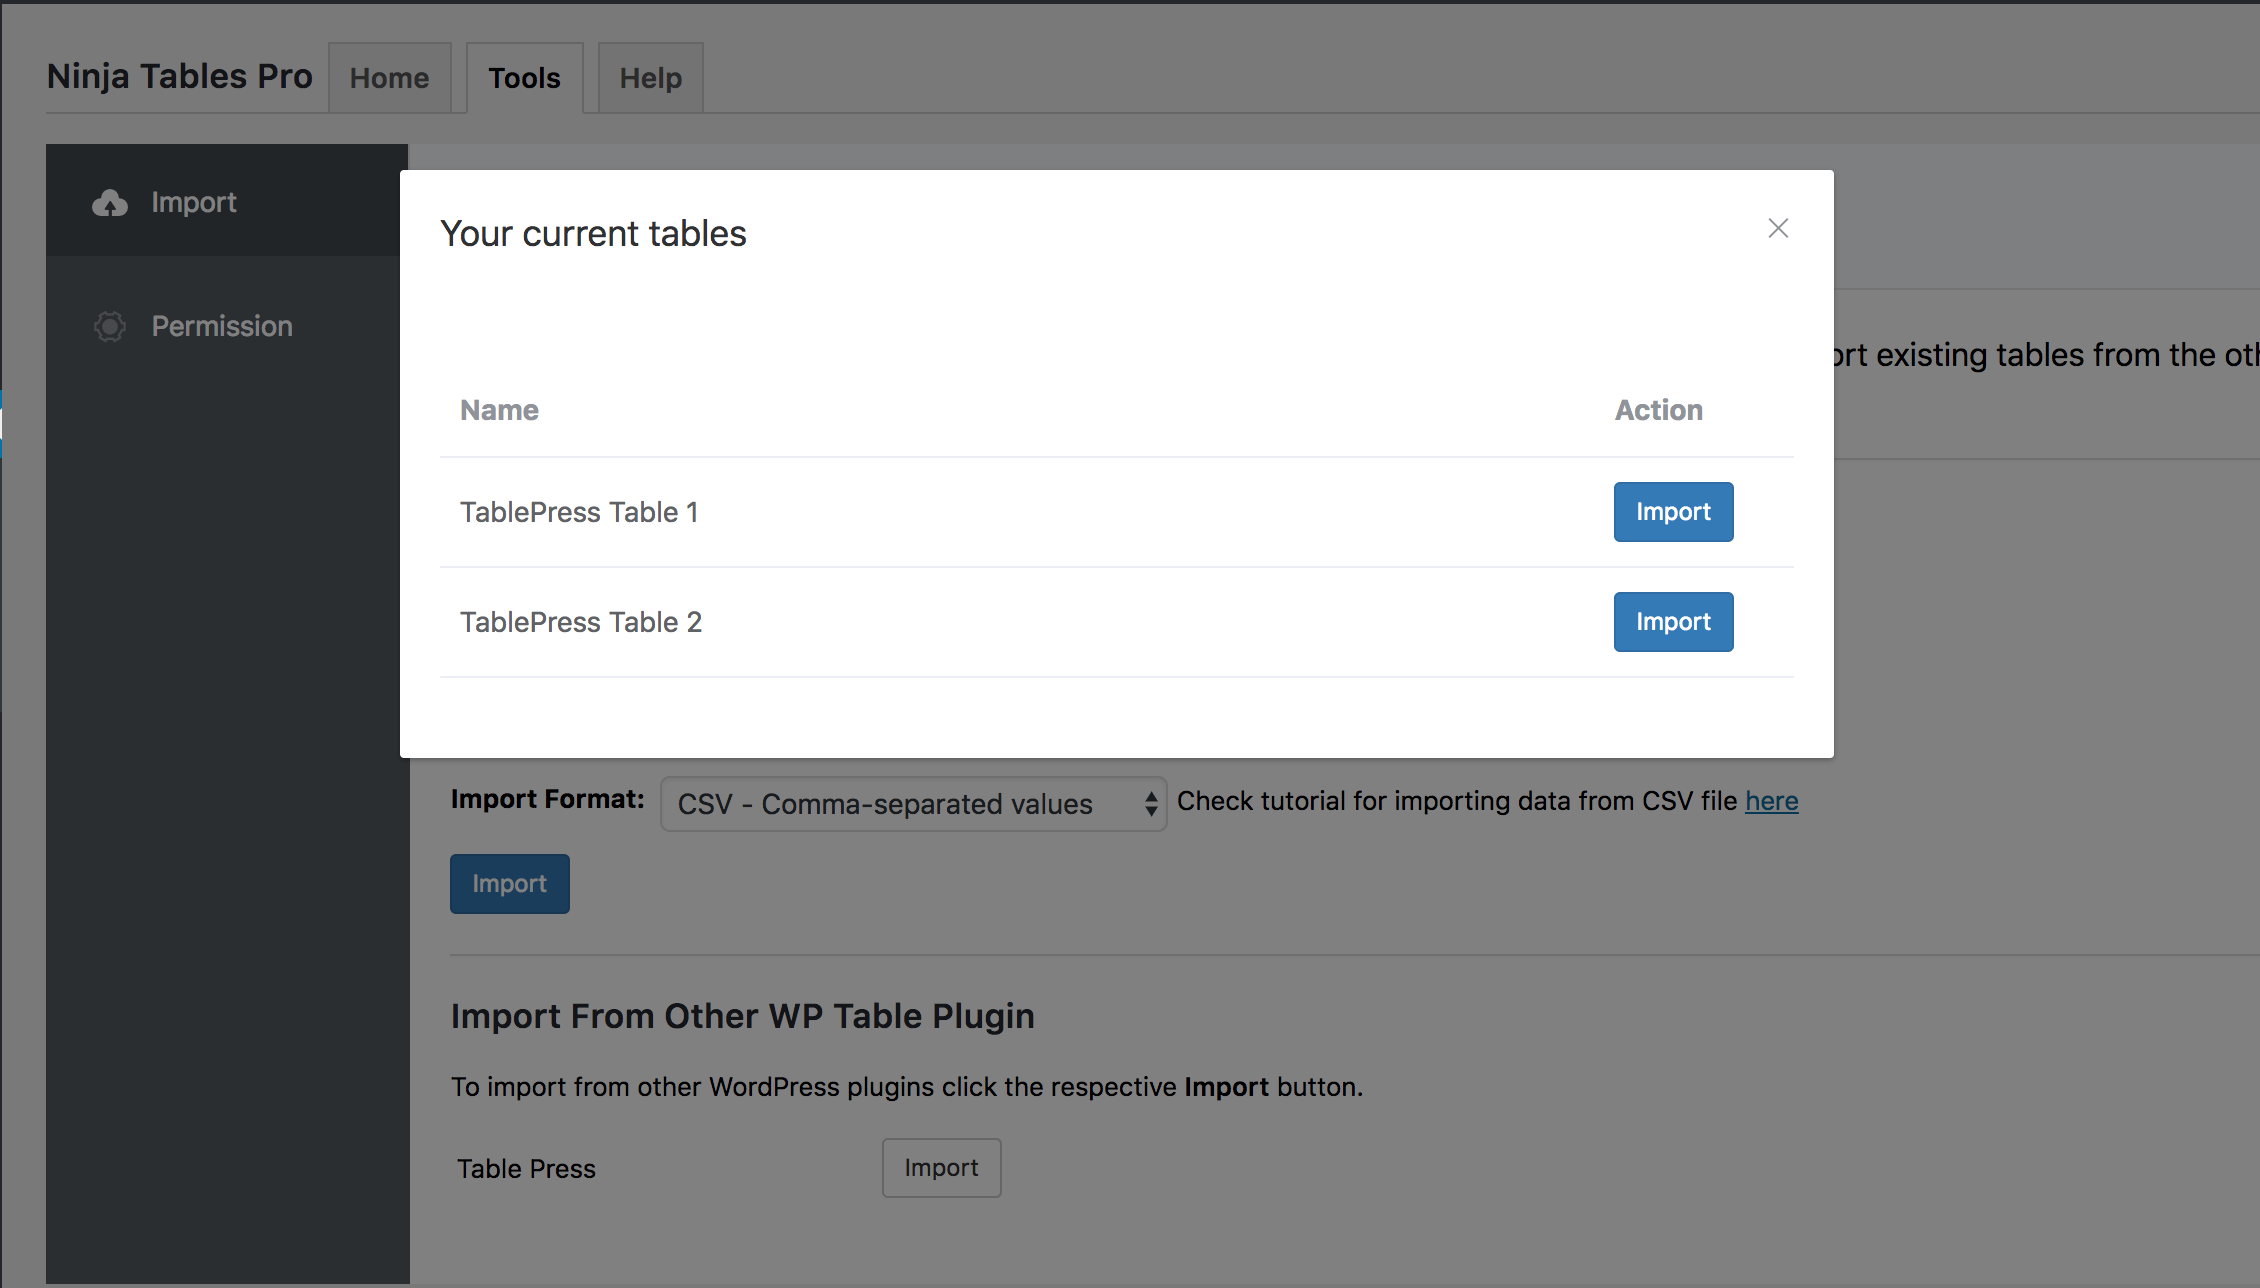 Ninja Tables Pro Home Tools Help
Import
Permission
Your current tables
existing tables from the
Name Action
TablePress Table 1 Import
TablePress Table 2 Import
Import Format: CSV - Comma-separated values Check tutorial for importing data from CSV file here
Import
Import From Other WP Table Plugin
To import from other WordPress plugins click the respective Import button.
Table Press Import